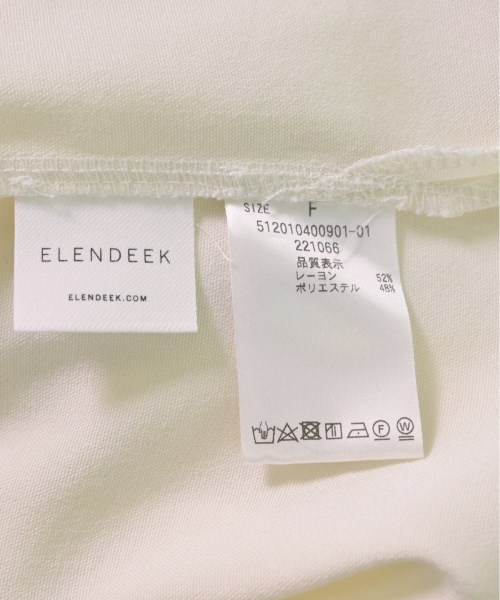 ELENDEEK
ELENDEEK.COM
SIZE F
512010400901-01
221066
品質表示
レーヨン 52%
ポリエステル 48%
F W